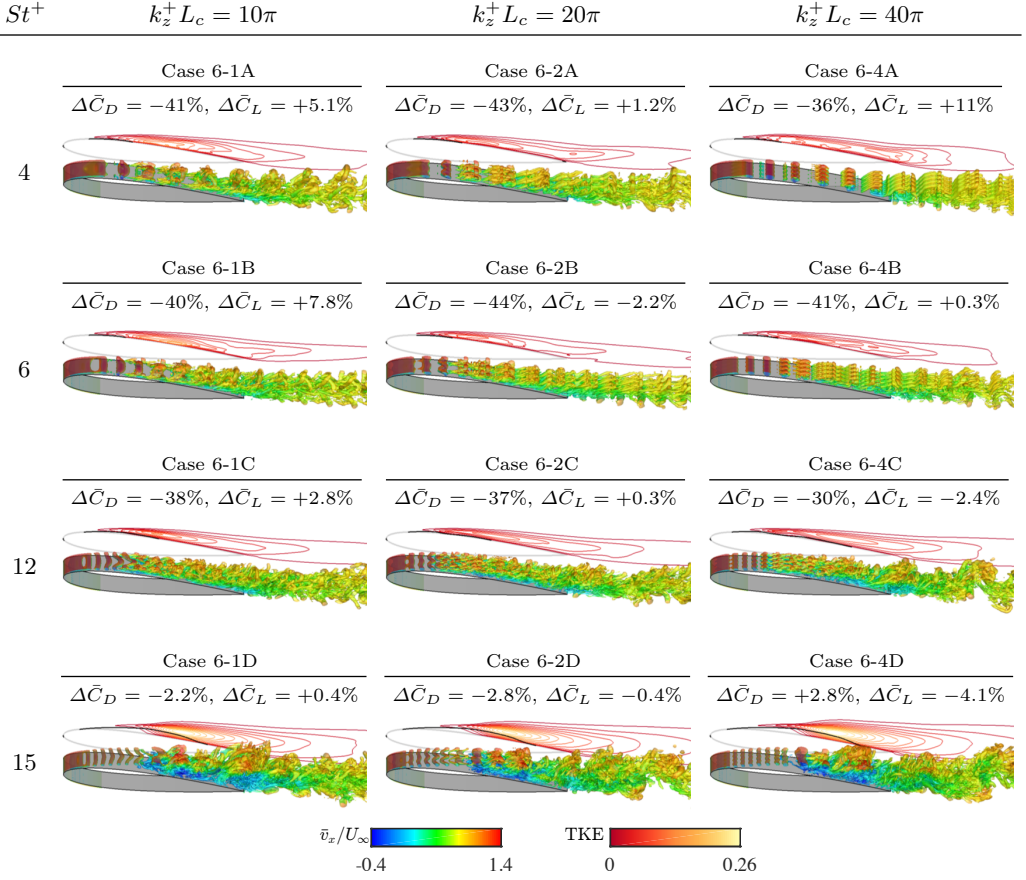 St⁺ k_z⁺L_c = 10π k_z⁺L_c = 20π k_z⁺L_c = 40π
Case 6-1A Case 6-2A Case 6-4A
ΔC̄_D = −41%, ΔC̄_L = +5.1% ΔC̄_D = −43%, ΔC̄_L = +1.2% ΔC̄_D = −36%, ΔC̄_L = +11%
4
Case 6-1B Case 6-2B Case 6-4B
ΔC̄_D = −40%, ΔC̄_L = +7.8% ΔC̄_D = −44%, ΔC̄_L = −2.2% ΔC̄_D = −41%, ΔC̄_L = +0.3%
6
Case 6-1C Case 6-2C Case 6-4C
ΔC̄_D = −38%, ΔC̄_L = +2.8% ΔC̄_D = −37%, ΔC̄_L = +0.3% ΔC̄_D = −30%, ΔC̄_L = −2.4%
12
Case 6-1D Case 6-2D Case 6-4D
ΔC̄_D = −2.2%, ΔC̄_L = +0.4% ΔC̄_D = −2.8%, ΔC̄_L = −0.4% ΔC̄_D = +2.8%, ΔC̄_L = −4.1%
15
v̄_x/U_∞ TKE
-0.4 1.4 0 0.26